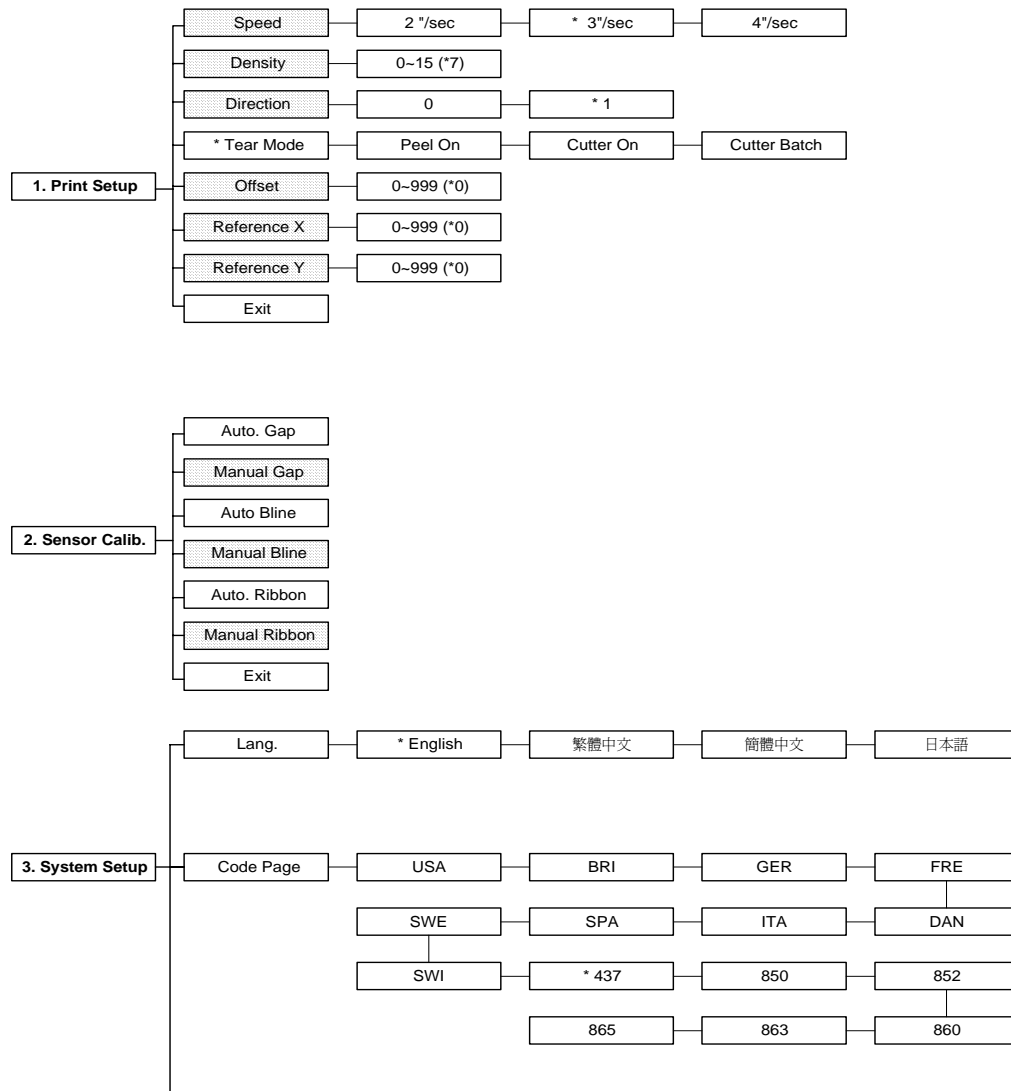 Speed 2 "/sec * 3"/sec 4"/sec
Density 0~15 (*7)
Direction 0 * 1
* Tear Mode Peel On Cutter On Cutter Batch
1. Print Setup
Offset 0~999 (*0)
Reference X 0~999 (*0)
Reference Y 0~999 (*0)
Exit
Auto. Gap
Manual Gap
Auto Bline
2. Sensor Calib.
Manual Bline
Auto. Ribbon
Manual Ribbon
Exit
Lang. * English 繁體中文 簡體中文 日本語
3. System Setup Code Page USA BRI GER FRE
SWE SPA ITA DAN
SWI * 437 850 852
865 863 860